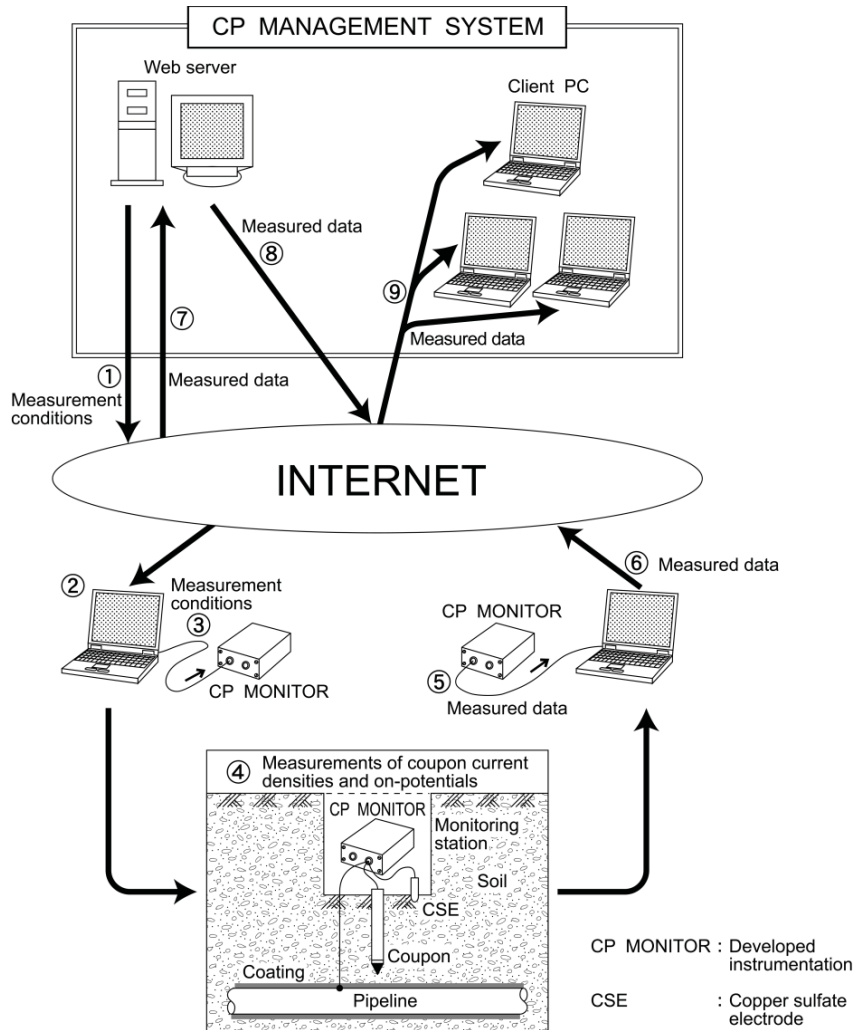 CP MANAGEMENT SYSTEM
Web server
Client PC
Measured data
⑧
⑨
⑦
Measured data
①
Measured data
Measurement
conditions
INTERNET
②
Measurement
conditions
③
CP MONITOR
⑥ Measured data
CP MONITOR
⑤
Measured data
④ Measurements of coupon current
densities and on-potentials
CP MONITOR
Monitoring
station
Soil
CSE
Coupon
Coating
Pipeline
CP MONITOR : Developed
instrumentation
CSE : Copper sulfate
electrode